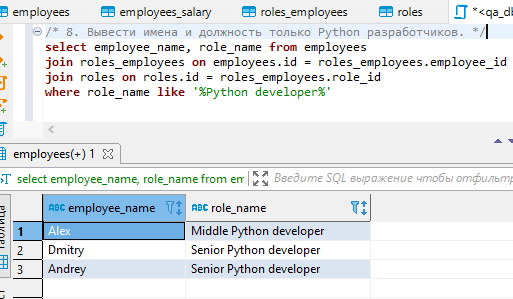 employees employees_salary roles_employees roles *<qa_db
/* 8. Вывести имена и должность только Python разработчиков. */
select employee_name, role_name from employees
join roles_employees on employees.id = roles_employees.employee_id
join roles on roles.id = roles_employees.role_id
where role_name like '%Python developer%'
employees(+) 1
select employee_name, role_name from em Введите SQL выражение чтобы отфильтр
ABC employee_name ABC role_name
1 Alex Middle Python developer
2 Dmitry Senior Python developer
3 Andrey Senior Python developer